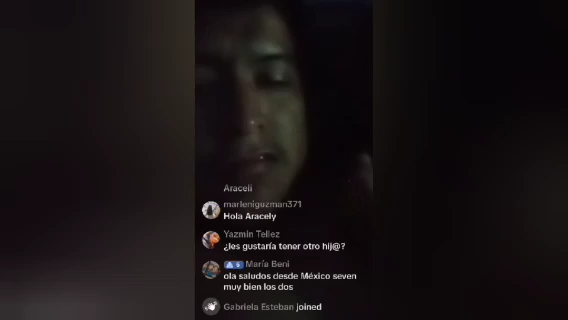 Araceli
marleniguzman371
Hola Aracely
Yazmin Tellez
¿les gustaría tener otro hij@?
María Beni
ola saludos desde México seven
muy bien los dos
Gabriela Esteban joined